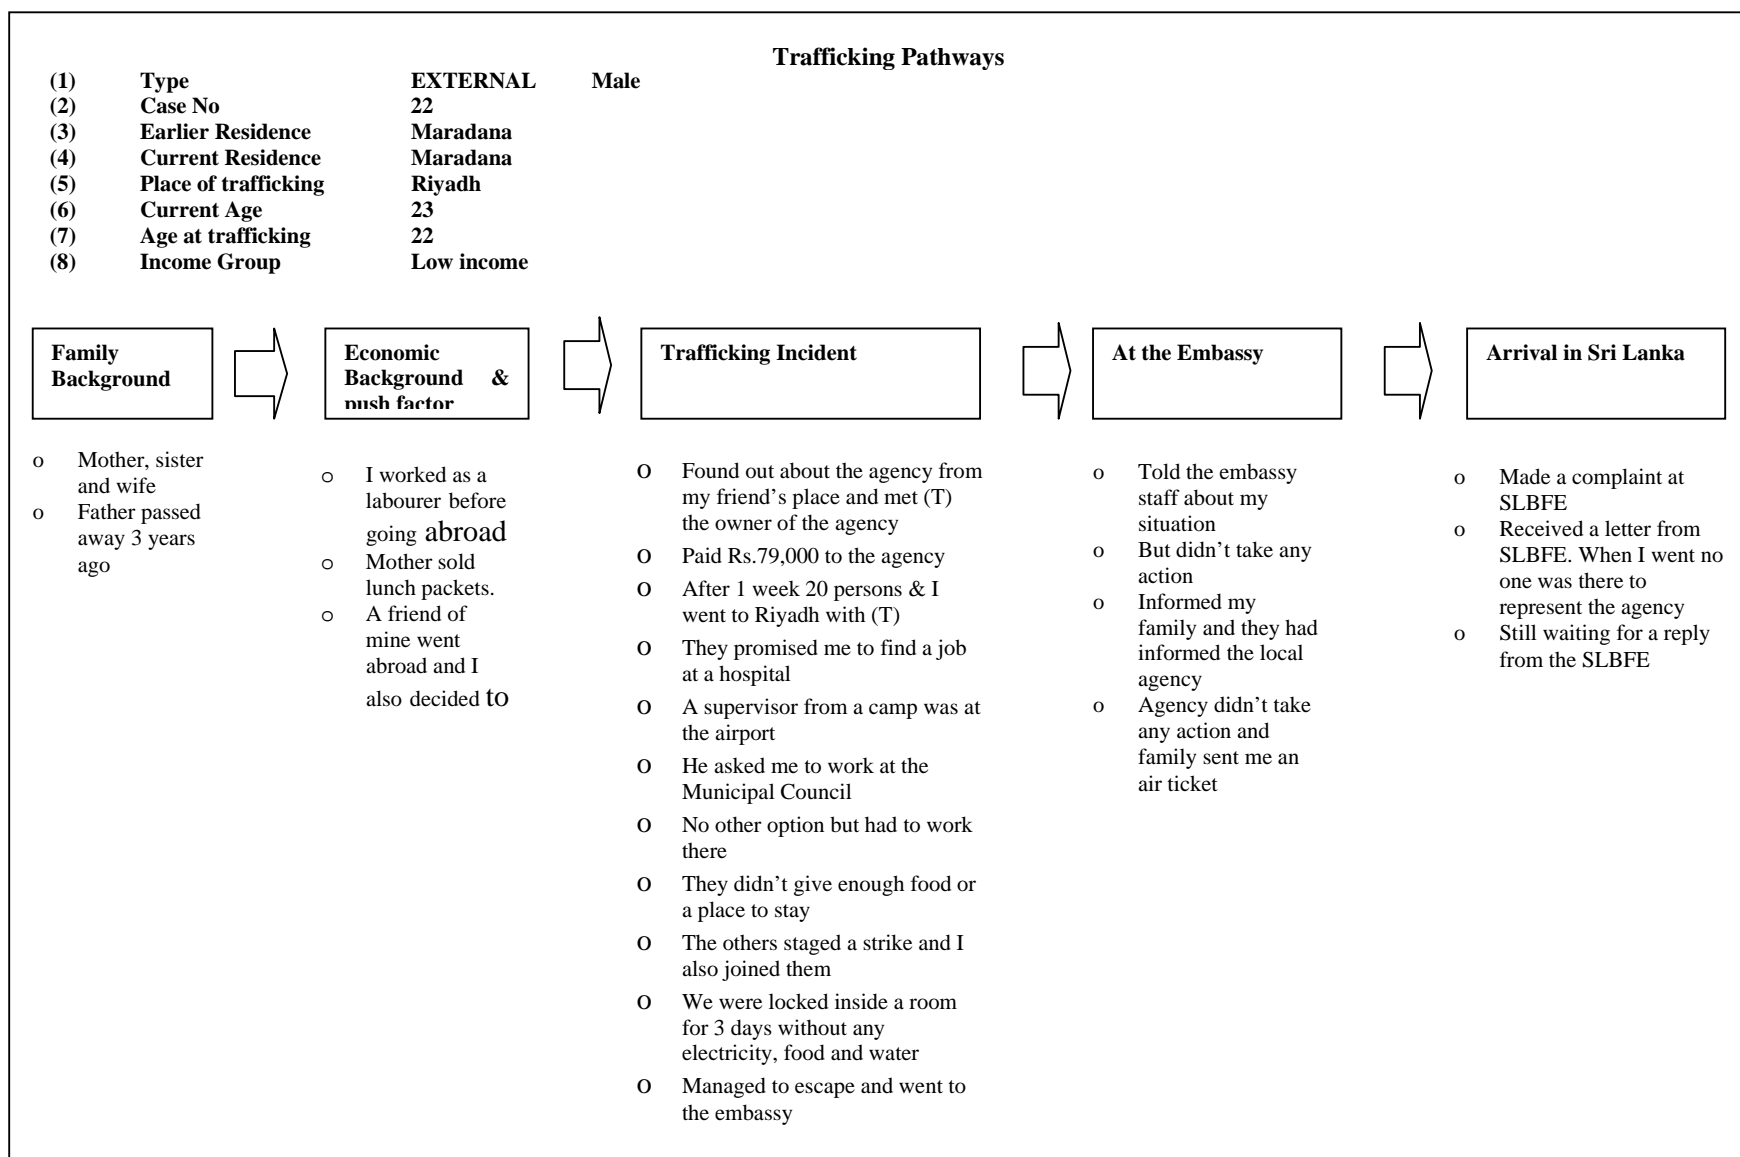 Trafficking Pathways
(1) Type EXTERNAL Male
(2) Case No 22
(3) Earlier Residence Maradana
(4) Current Residence Maradana
(5) Place of trafficking Riyadh
(6) Current Age 23
(7) Age at trafficking 22
(8) Income Group Low income
Family
Background
Economic
Background &
push factor
Trafficking Incident
At the Embassy
Arrival in Sri Lanka
o Mother, sister
and wife
o Father passed
away 3 years
ago
o I worked as a
labourer before
going abroad
o Mother sold
lunch packets.
o A friend of
mine went
abroad and I
also decided to
o Found out about the agency from
my friend’s place and met (T)
the owner of the agency
o Paid Rs.79,000 to the agency
o After 1 week 20 persons & I
went to Riyadh with (T)
o They promised me to find a job
at a hospital
o A supervisor from a camp was at
the airport
o He asked me to work at the
Municipal Council
o No other option but had to work
there
o They didn’t give enough food or
a place to stay
o The others staged a strike and I
also joined them
o We were locked inside a room
for 3 days without any
electricity, food and water
o Managed to escape and went to
the embassy
o Told the embassy
staff about my
situation
o But didn’t take any
action
o Informed my
family and they had
informed the local
agency
o Agency didn’t take
any action and
family sent me an
air ticket
o Made a complaint at
SLBFE
o Received a letter from
SLBFE. When I went no
one was there to
represent the agency
o Still waiting for a reply
from the SLBFE